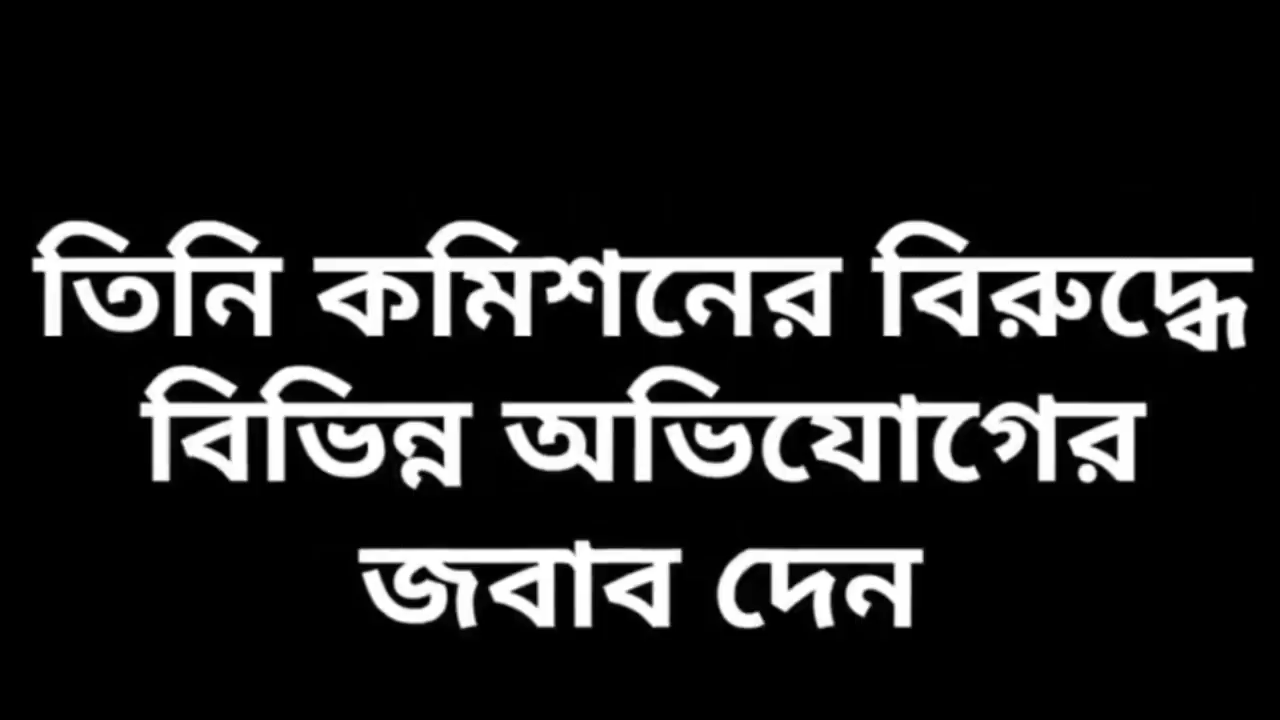 তিনি কমিশনের বিরুদ্ধে
বিভিন্ন অভিযোগের
জবাব দেন